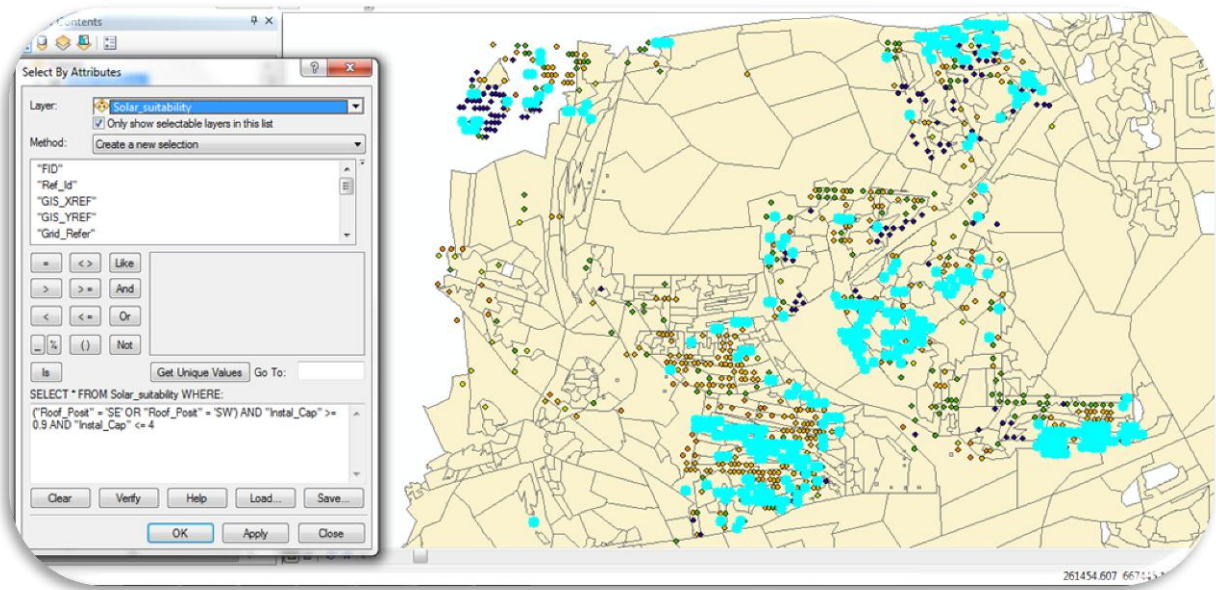 Contents
Select By Attributes
Layer:
Solar_suitability
Only show selectable layers in this list
Method:
Create a new selection
"FID"
"Ref_Id"
"GIS_XREF"
"GIS_YREF"
"Grid_Refer"
= < > Like
> > = And
< < = Or
_ % ( ) Not
Is
Get Unique Values Go To:
SELECT * FROM Solar_suitability WHERE:
("Roof_Posit" = 'SE' OR "Roof_Posit" = 'SW') AND "Instal_Cap" >=
0.9 AND "Instal_Cap" <= 4
Clear Verify Help Load... Save...
OK Apply Close
261454.607